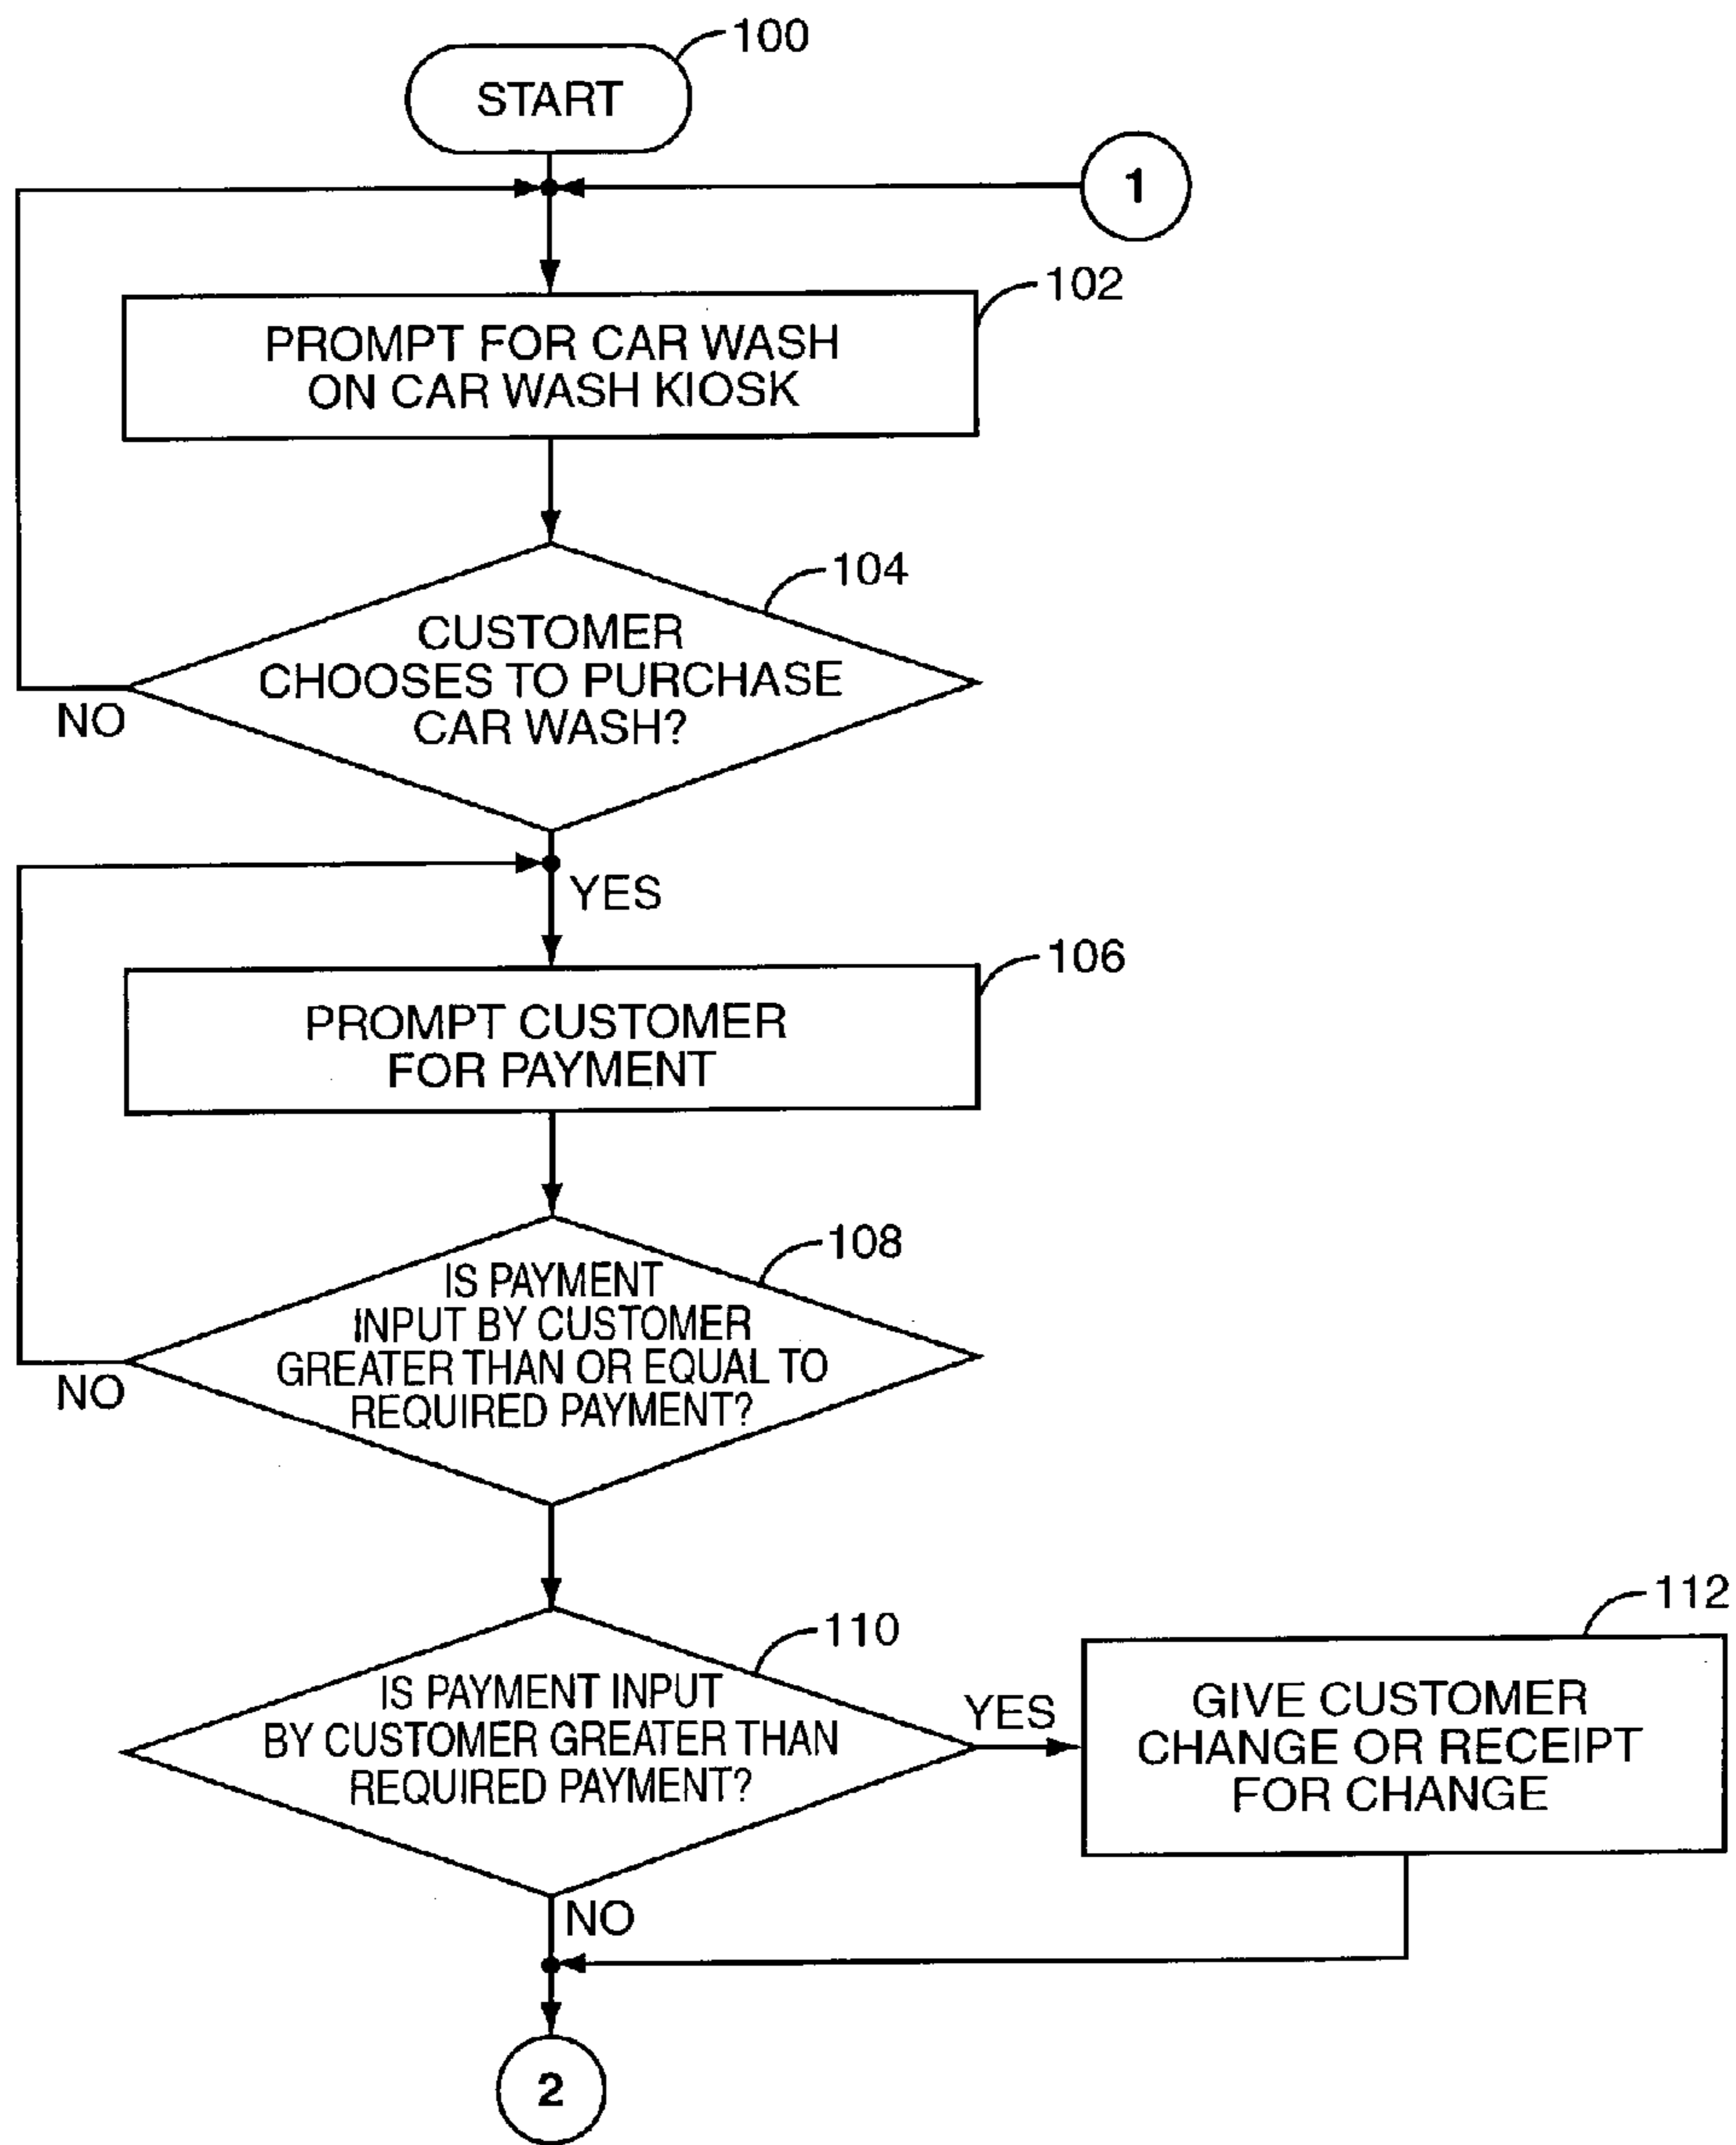 100
START
1
102
PROMPT FOR CAR WASH
ON CAR WASH KIOSK
104
CUSTOMER
CHOOSES TO PURCHASE
CAR WASH?
NO
YES
106
PROMPT CUSTOMER
FOR PAYMENT
108
IS PAYMENT
INPUT BY CUSTOMER
GREATER THAN OR EQUAL TO
REQUIRED PAYMENT?
NO
110
IS PAYMENT INPUT
BY CUSTOMER GREATER THAN
REQUIRED PAYMENT?
YES
112
GIVE CUSTOMER
CHANGE OR RECEIPT
FOR CHANGE
NO
2